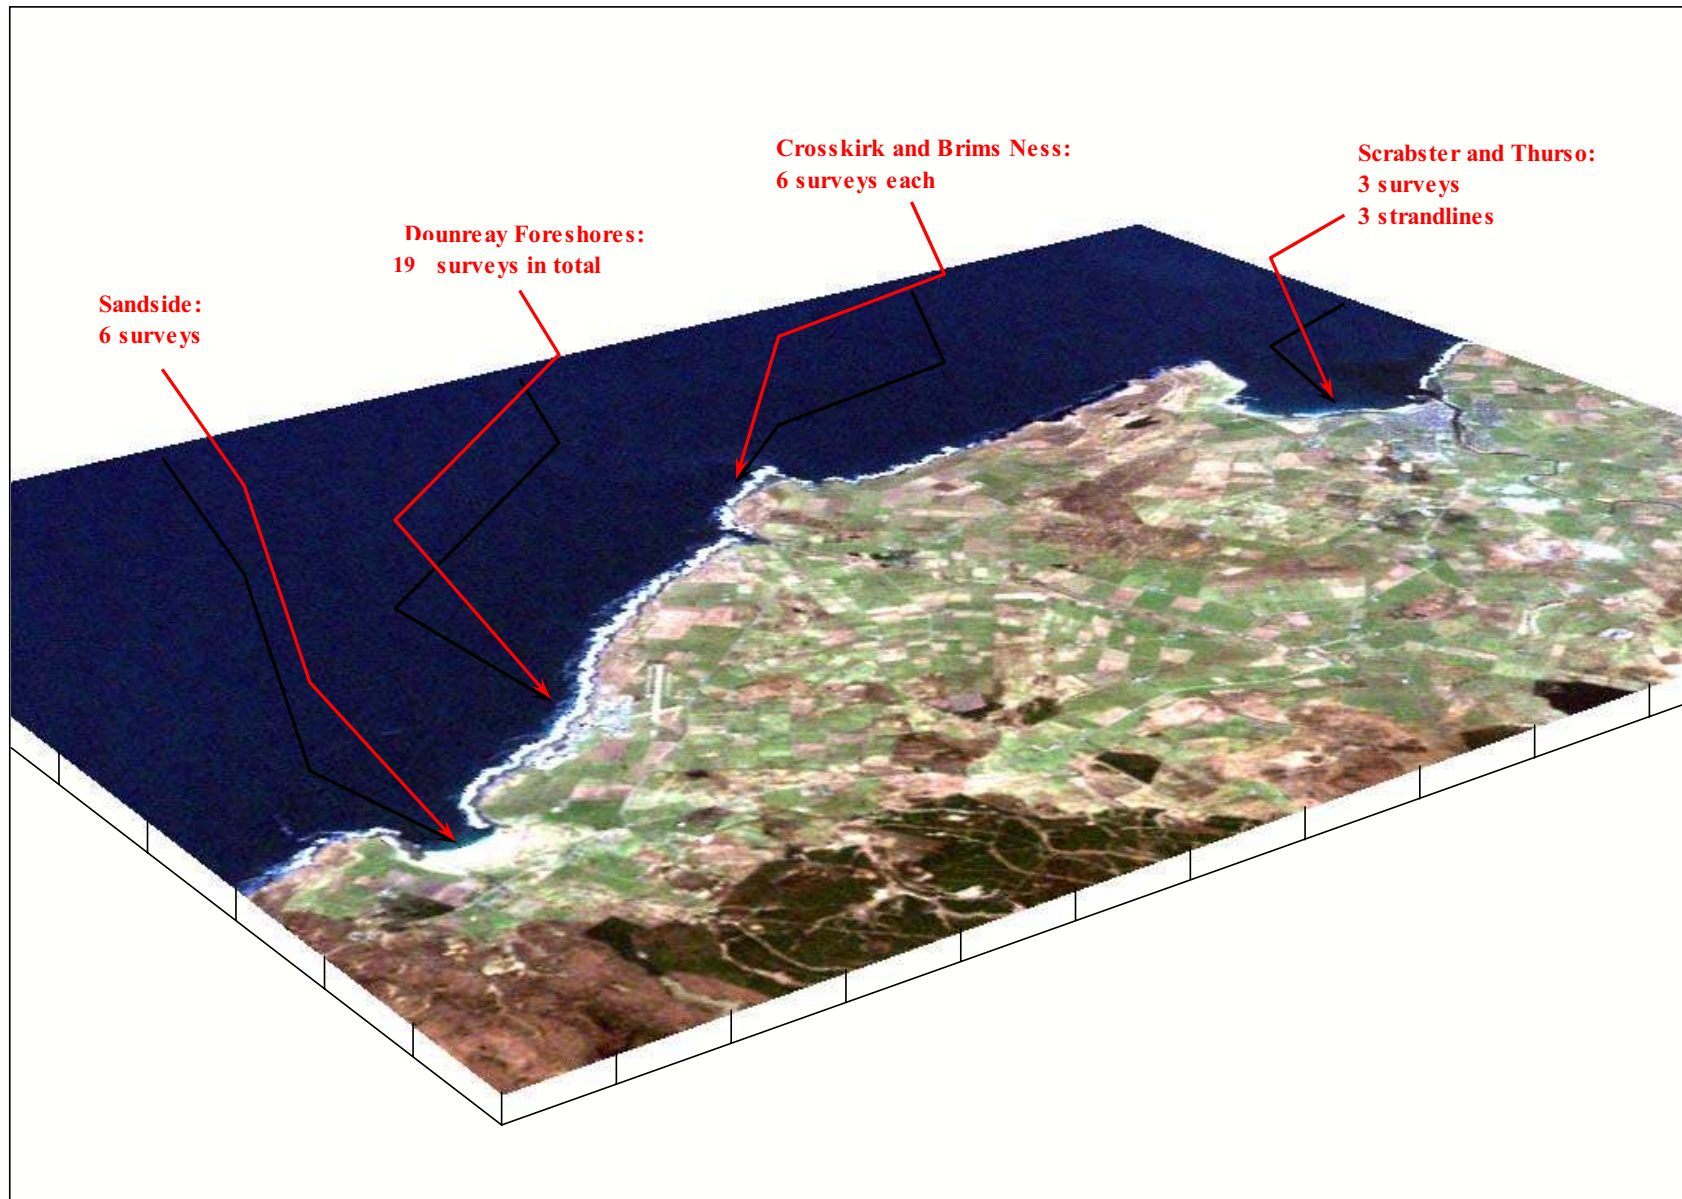 Crosskirk and Brims Ness:
6 surveys each
Scrabster and Thurso:
3 surveys
3 strandlines
Dounreay Foreshores:
19 surveys in total
Sandside:
6 surveys